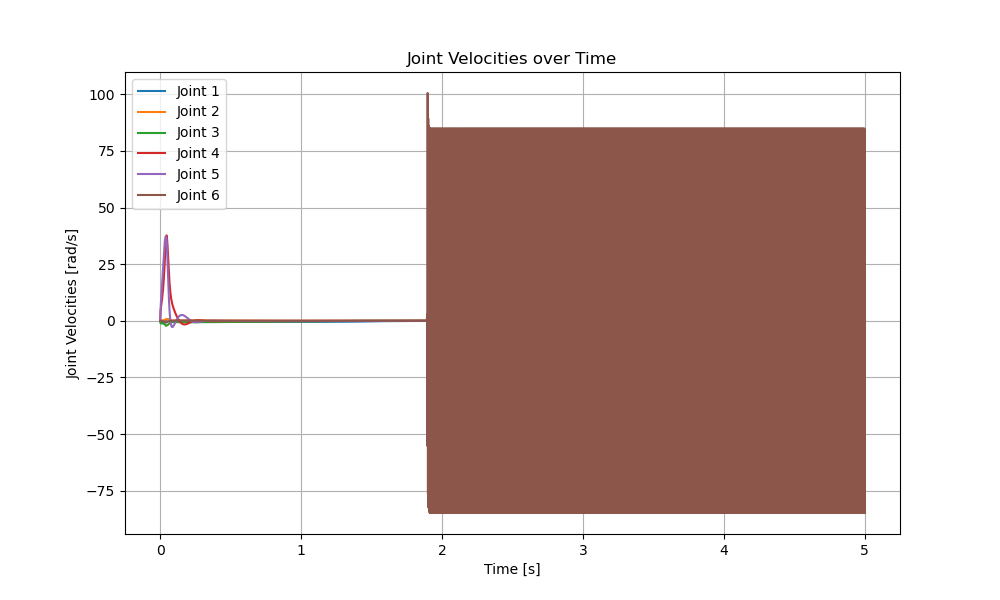 Joint Velocities over Time
Joint Velocities [rad/s]
100
75
50
25
0
−25
−50
−75
Joint 1
Joint 2
Joint 3
Joint 4
Joint 5
Joint 6
0 1 2 3 4 5
Time [s]